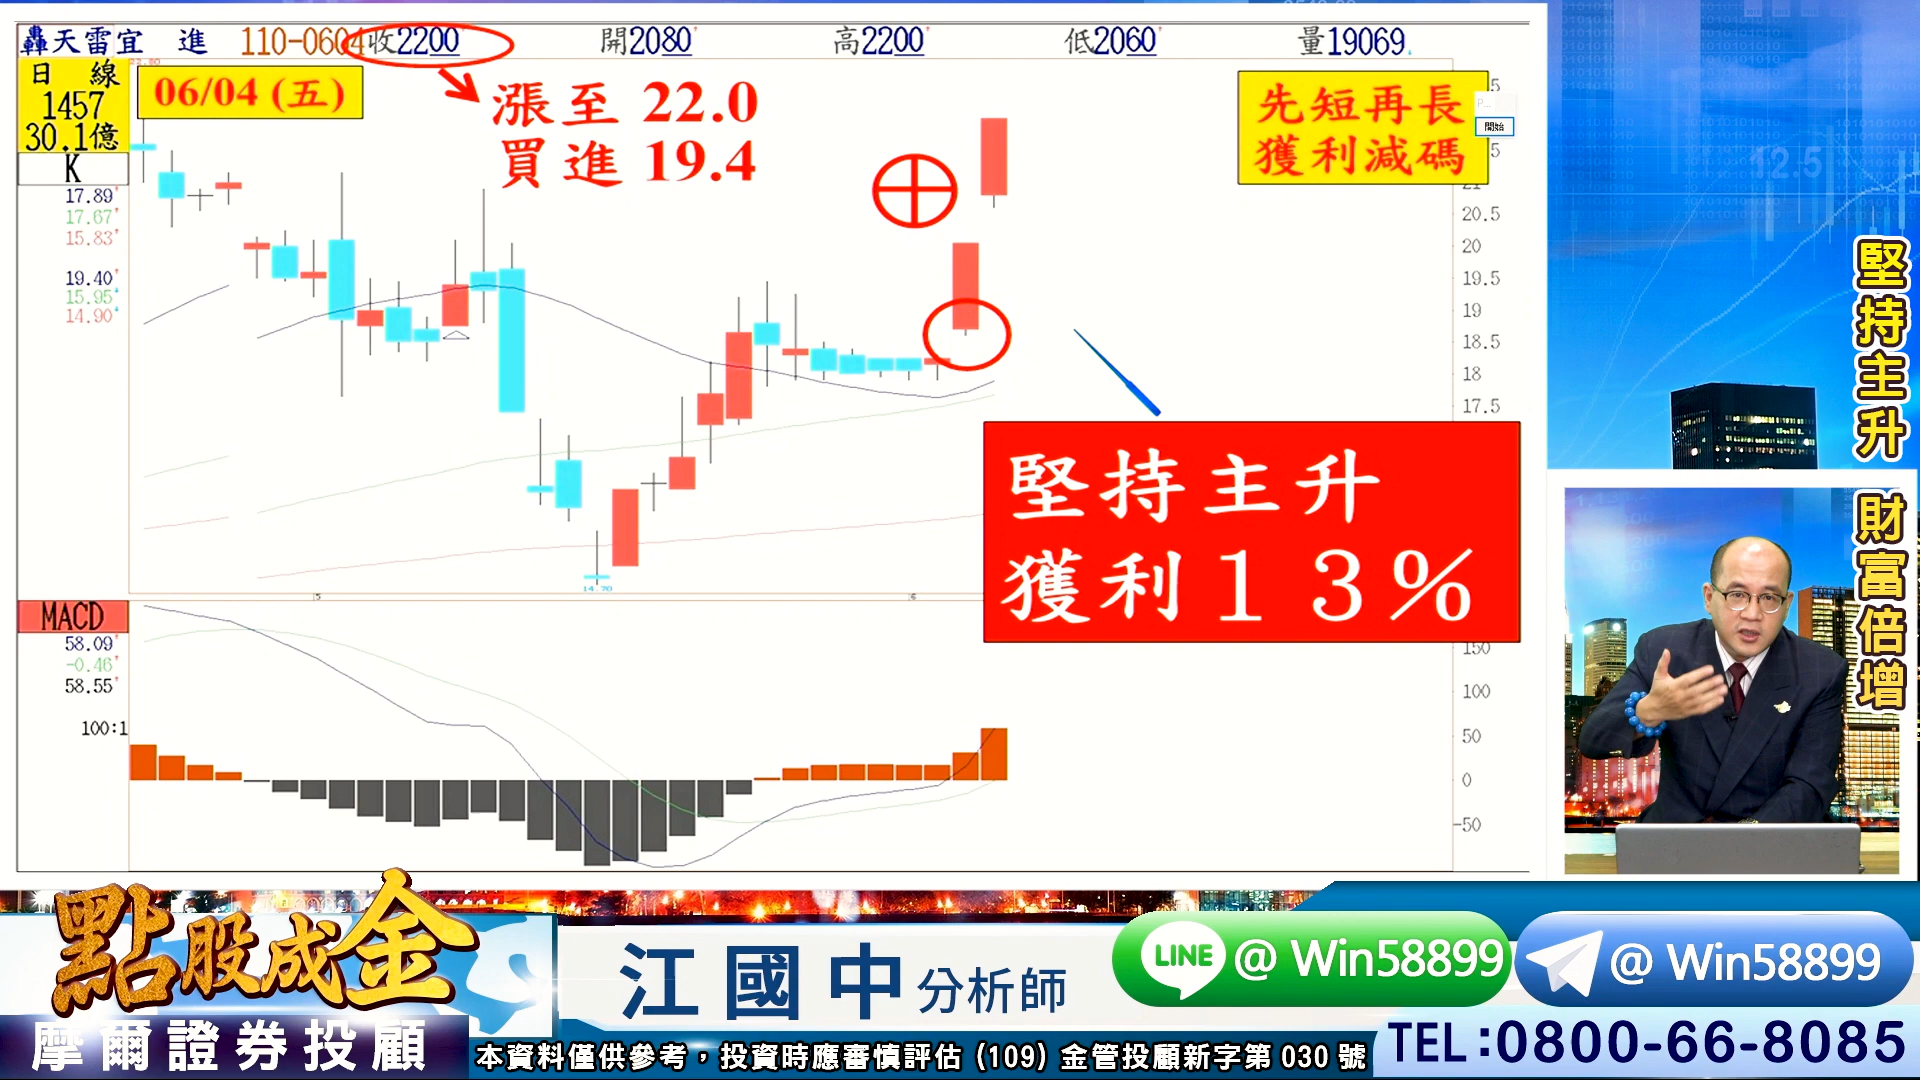 轟天雷宜 進 110-0604收2200 開2080 高2200 低2060 量19069
日 線
1457
30.1億
K
06/04 (五)
漲至 22.0
買進 19.4
先短再長
獲利減碼
開始
17.89
17.67
15.83
19.40
15.95
14.90
20.5
20
19.5
19
18.5
18
17.5
14.70
5
6
堅持主升
獲利13%
MACD
58.09
-0.46
58.55
100:1
150
100
50
0
-50
堅持主升 財富倍增
點股成金
摩爾證券投顧
江國中分析師
LINE @ Win58899
@ Win58899
TEL:0800-66-8085
本資料僅供參考，投資時應審慎評估 (109) 金管投顧新字第 030 號